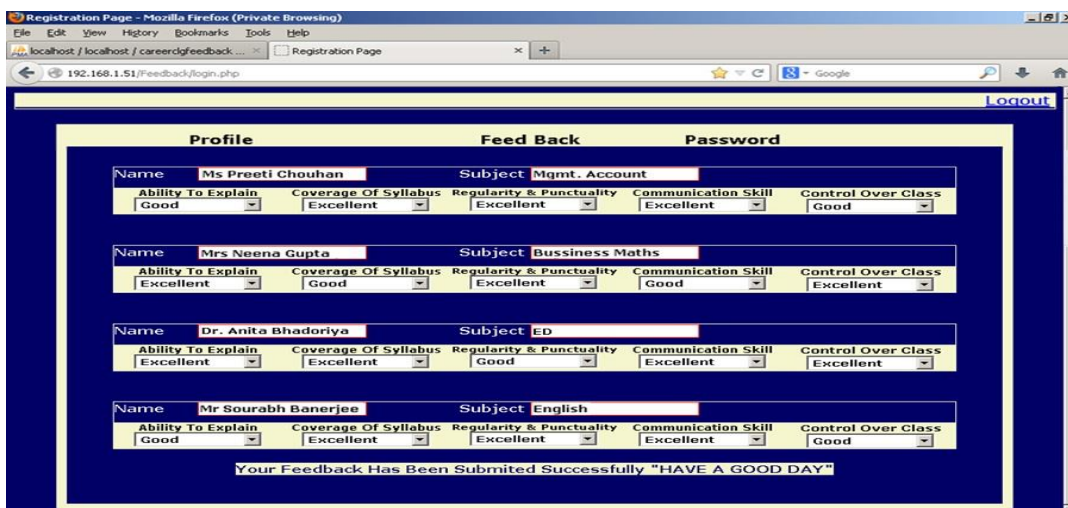 Registration Page - Mozilla Firefox (Private Browsing)
File Edit View History Bookmarks Tools Help
localhost / localhost / careerclgfeedback ... × Registration Page × +
192.168.1.51/Feedback/login.php Google
Logout
Profile Feed Back Password
Name Ms Preeti Chouhan Subject Mgmt. Account
Ability To Explain Coverage Of Syllabus Regularity & Punctuality Communication Skill Control Over Class
Good Excellent Excellent Excellent Good
Name Mrs Neena Gupta Subject Bussiness Maths
Ability To Explain Coverage Of Syllabus Regularity & Punctuality Communication Skill Control Over Class
Excellent Good Excellent Good Excellent
Name Dr. Anita Bhadoriya Subject ED
Ability To Explain Coverage Of Syllabus Regularity & Punctuality Communication Skill Control Over Class
Excellent Excellent Good Excellent Excellent
Name Mr Sourabh Banerjee Subject English
Ability To Explain Coverage Of Syllabus Regularity & Punctuality Communication Skill Control Over Class
Good Excellent Excellent Excellent Good
Your Feedback Has Been Submited Successfully "HAVE A GOOD DAY"